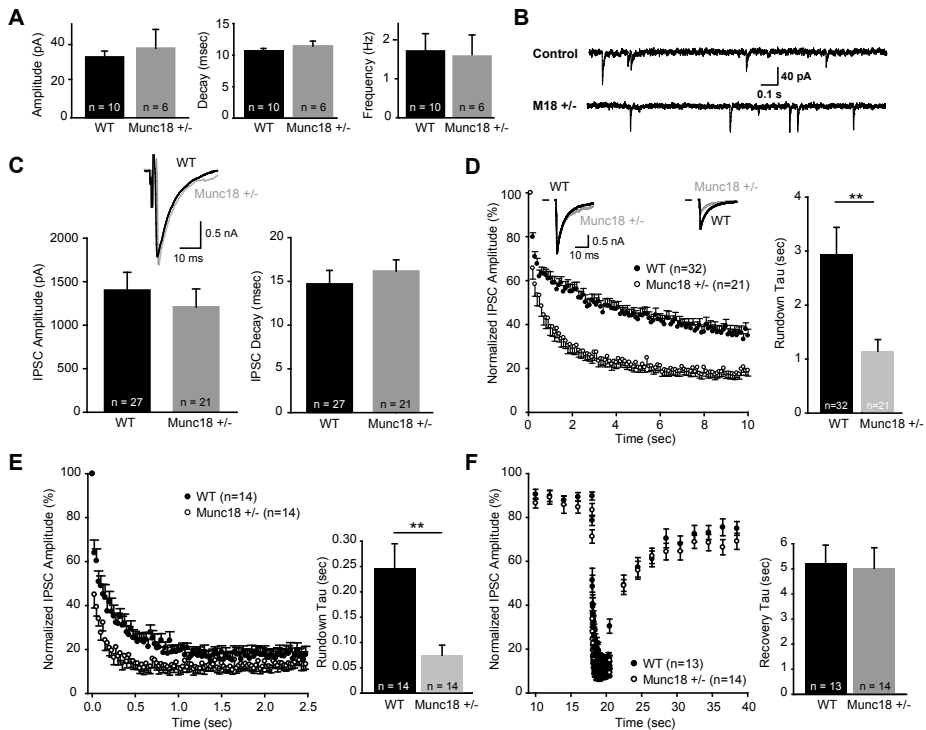 A
Amplitude (pA)
40
20
0
n = 10
n = 6
WT
Munc18 +/-
Decay (msec)
15
10
5
0
n = 10
n = 6
WT
Munc18 +/-
Frequency (Hz)
2
1
0
n = 10
n = 6
WT
Munc18 +/-
B
Control
40 pA
0.1 s
M18 +/-
C
WT
Munc18 +/-
0.5 nA
10 ms
IPSC Amplitude (pA)
2000
1500
1000
500
0
n = 27
n = 21
WT
Munc18 +/-
IPSC Decay (msec)
20
15
10
5
0
n = 27
n = 21
WT
Munc18 +/-
D
Normalized IPSC Amplitude (%)
100
80
60
40
20
0
WT
Munc18 +/-
0.5 nA
10 ms
Munc18 +/-
WT
WT (n=32)
Munc18 +/- (n=21)
0 2 4 6 8 10
Time (sec)
Rundown Tau (sec)
4
3
2
1
0
**
n=32
n=21
WT
Munc18 +/-
E
Normalized IPSC Amplitude (%)
100
80
60
40
20
0
WT (n=14)
Munc18 +/- (n=14)
0.0 0.5 1.0 1.5 2.0 2.5
Time (sec)
Rundown Tau (sec)
0.30
0.25
0.20
0.15
0.10
0.05
0.00
**
n = 14
n = 14
WT
Munc18 +/-
F
Normalized IPSC Amplitude (%)
100
80
60
40
20
0
WT (n=13)
Munc18 +/- (n=14)
10 15 20 25 30 35 40
Time (sec)
Recovery Tau (sec)
6
5
4
3
2
1
0
n = 13
n = 14
WT
Munc18 +/-